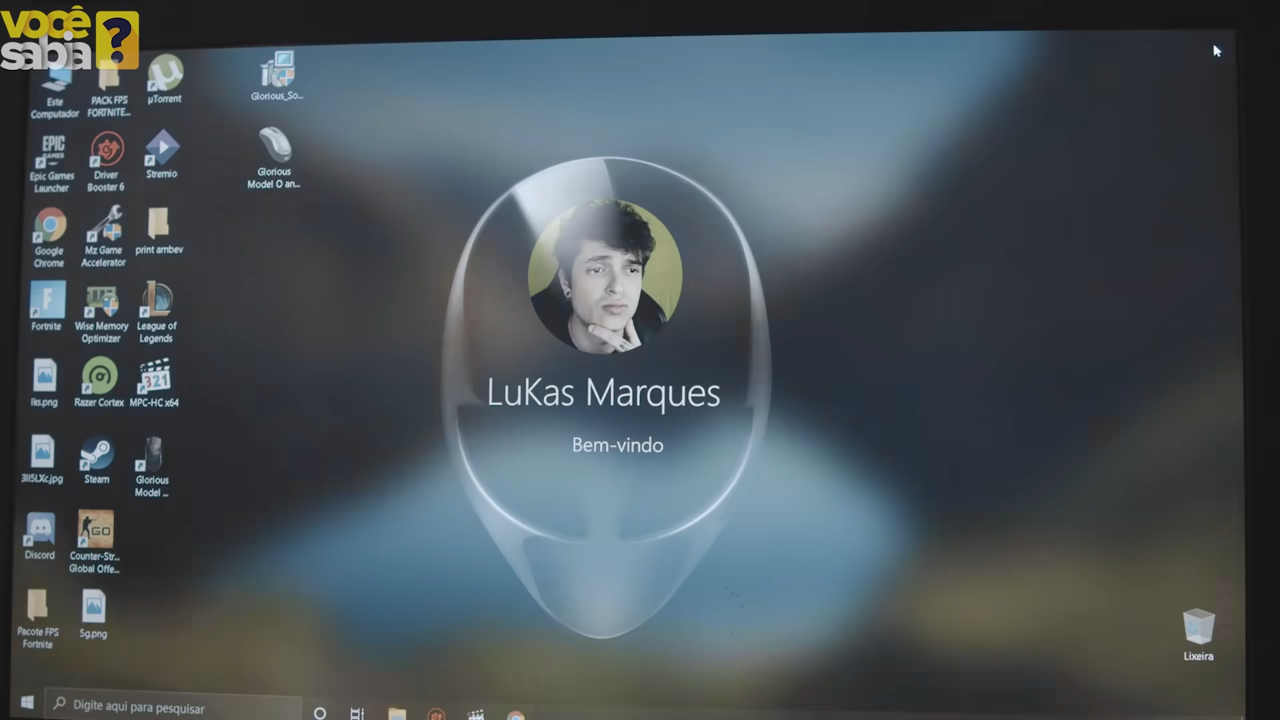 você
sabia?
Este
Computador
PACK FPS
FORTNITE...
µTorrent
Glorious_So...
EPIC
GAMES
Epic Games
Launcher
Driver
Booster 6
Stremio
Glorious
Model O an...
Google
Chrome
Mz Game
Accelerator
print ambev
F
Fortnite
Wise Memory
Optimizer
L
League of
Legends
lks.png
Razer Cortex
321
MPC-HC x64
LuKas Marques
Bem-vindo
3Il5LXc.jpg
Steam
Glorious
Model ...
Discord
GO
Counter-Str...
Global Offe...
Pacote FPS
Fortnite
5g.png
Lixeira
Digite aqui para pesquisar